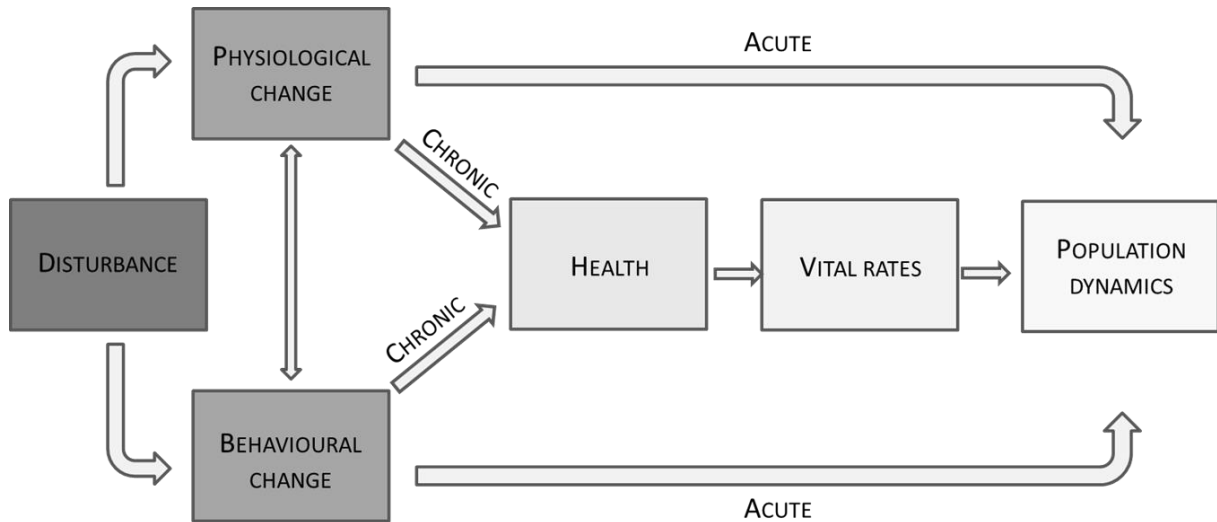 ACUTE
PHYSIOLOGICAL
CHANGE
CHRONIC
DISTURBANCE
HEALTH
VITAL RATES
POPULATION
DYNAMICS
CHRONIC
BEHAVIOURAL
CHANGE
ACUTE